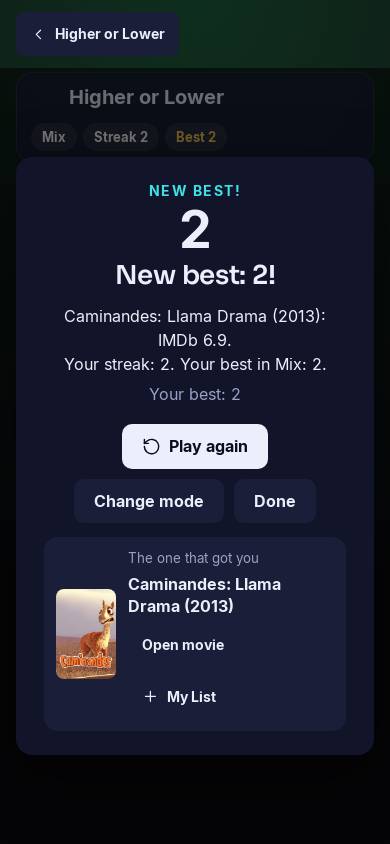 Higher or Lower
Higher or Lower
Mix
Streak 2
Best 2
NEW BEST!
2
New best: 2!
Caminandes: Llama Drama (2013):
IMDb 6.9.
Your streak: 2. Your best in Mix: 2.
Your best: 2
Play again
Change mode
Done
The one that got you
Caminandes: Llama
Drama (2013)
Caminandes
Open movie
My List